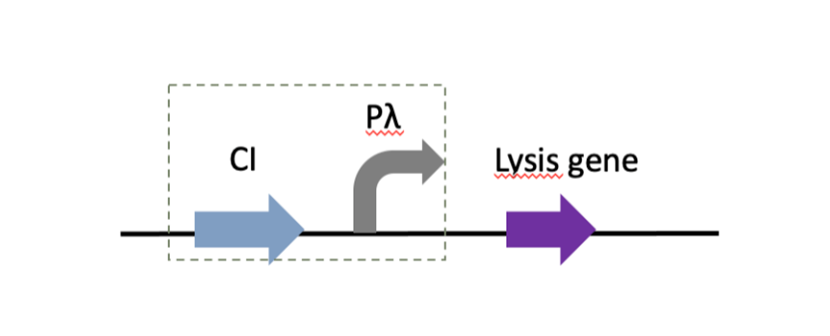 Pλ
CI
Lysis gene